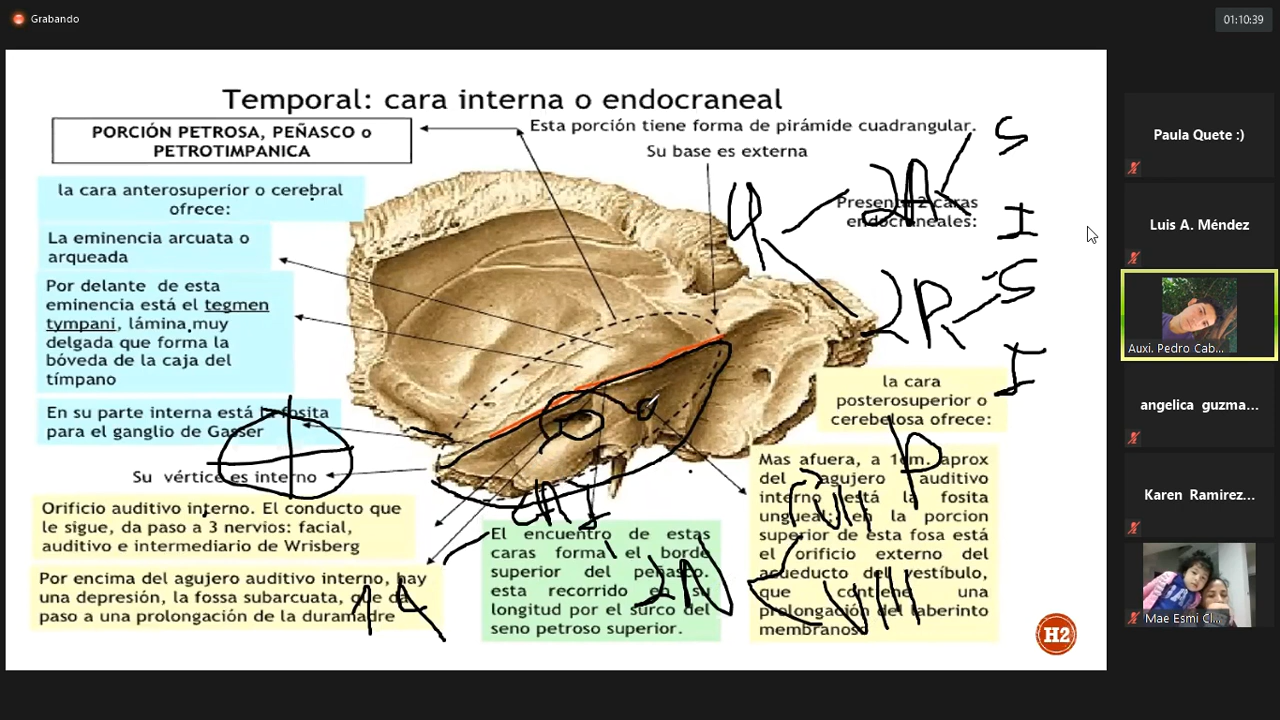 Grabando
01:10:39
Temporal: cara interna o endocraneal
PORCIÓN PETROSA, PEÑASCO o
PETROTIMPANICA
Esta porción tiene forma de pirámide cuadrangular.
Su base es externa
la cara anterosuperior o cerebral
ofrece:
La eminencia arcuata o
arqueada
Por delante de esta
eminencia está el tegmen
tympani, lámina muy
delgada que forma la
bóveda de la caja del
tímpano
En su parte interna está la fosita
para el ganglio de Gasser
Su vértice es interno
Orificio auditivo interno. El conducto que
le sigue, da paso a 3 nervios: facial,
auditivo e intermediario de Wrisberg
Por encima del agujero auditivo interno, hay
una depresión, la fossa subarcuata, que da
paso a una prolongación de la duramadre
El encuentro de estas
caras forma el borde
superior del peñasco.
esta recorrido en su
longitud por el surco del
seno petroso superior.
Presenta 2 caras
endocraneales:
la cara
posterosuperior o
cerebelosa ofrece:
Mas afuera, a 1cm. aprox
del agujero auditivo
interno está la fosita
ungueal; en la porcion
superior de esta fosa está
el orificio externo del
acueducto del vestíbulo,
que contiene una
prolongación del laberinto
membranoso
4
2A
S
I
2P
S
I
P
2N
VIII
H2
Paula Quete :)
Luis A. Méndez
Auxi. Pedro Cab...
angelica guzma...
Karen Ramirez...
Mae Esmi Cl...